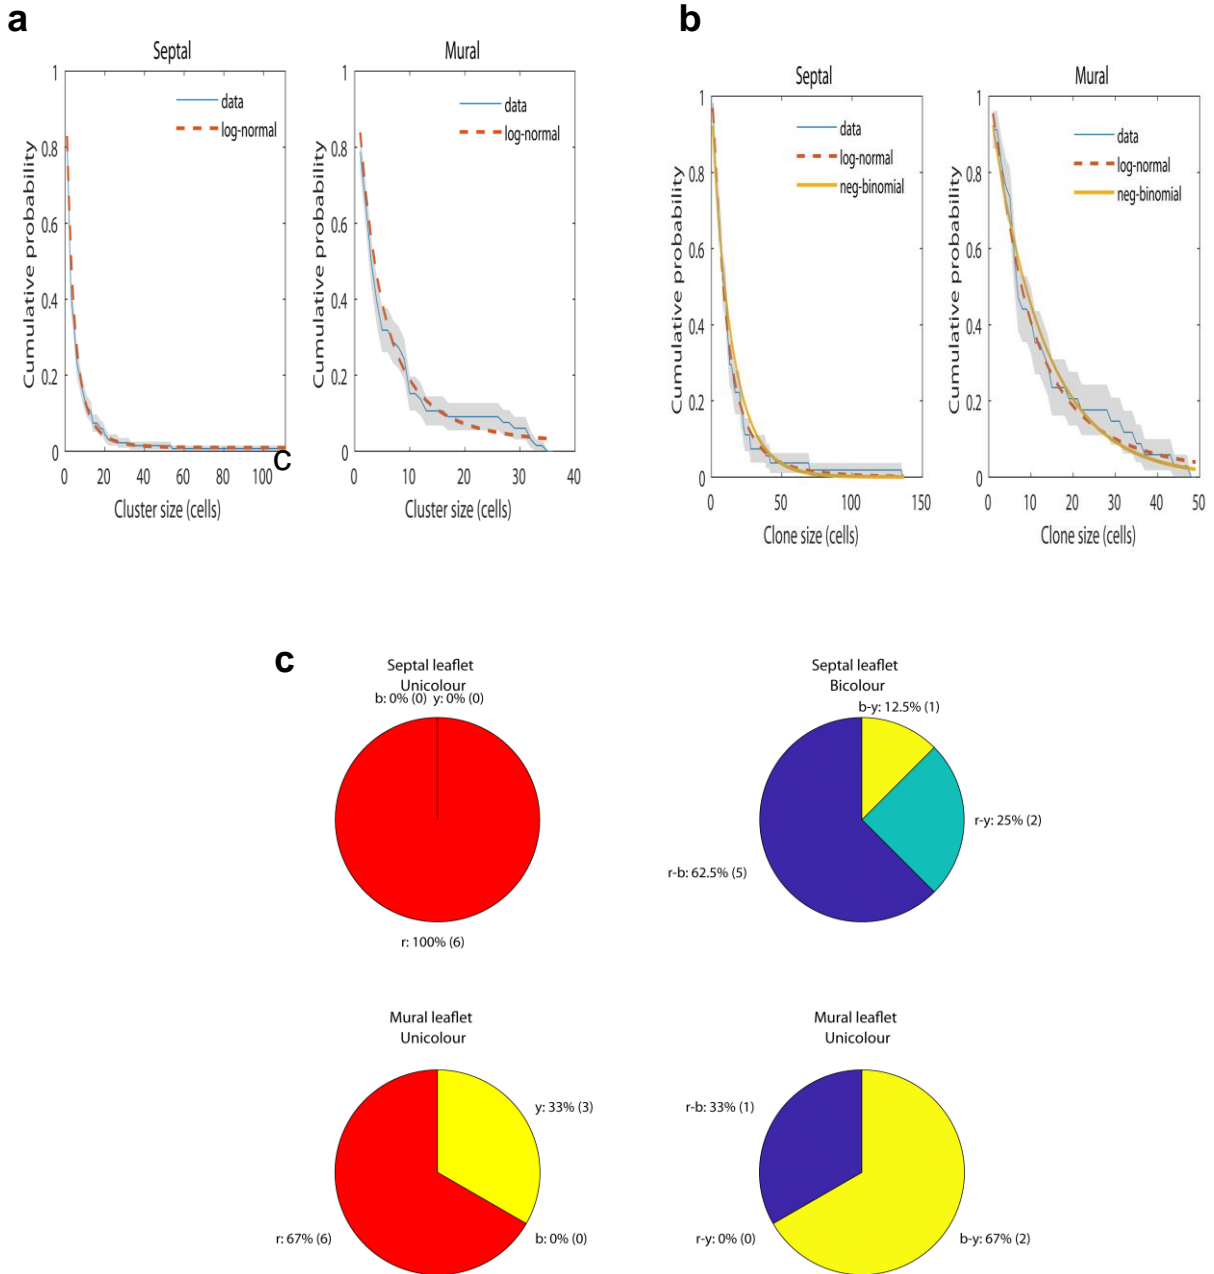 a
Septal
Cumulative probability
1
0.8
0.6
0.4
0.2
0
data
log-normal
0 20 40 60 80 100
Cluster size (cells)
Mural
Cumulative probability
1
0.8
0.6
0.4
0.2
0
data
log-normal
0 10 20 30 40
Cluster size (cells)
C
b
Septal
Cumulative probability
1
0.8
0.6
0.4
0.2
0
data
log-normal
neg-binomial
0 50 100 150
Clone size (cells)
Mural
Cumulative probability
1
0.8
0.6
0.4
0.2
0
data
log-normal
neg-binomial
0 10 20 30 40 50
Clone size (cells)
c
Septal leaflet
Unicolour
b: 0% (0) y: 0% (0)
r: 100% (6)
Septal leaflet
Bicolour
b-y: 12.5% (1)
r-y: 25% (2)
r-b: 62.5% (5)
Mural leaflet
Unicolour
y: 33% (3)
r: 67% (6)
b: 0% (0)
Mural leaflet
Unicolour
r-b: 33% (1)
r-y: 0% (0)
b-y: 67% (2)